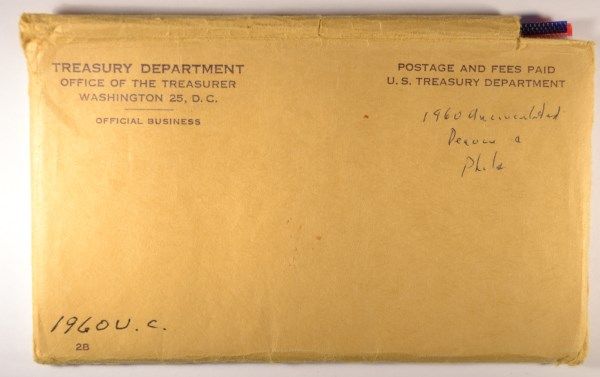 TREASURY DEPARTMENT
OFFICE OF THE TREASURER
WASHINGTON 25, D. C.
OFFICIAL BUSINESS
POSTAGE AND FEES PAID
U. S. TREASURY DEPARTMENT
1960 Uncirculated
Denver &
Phila
1960 U. C.
2B